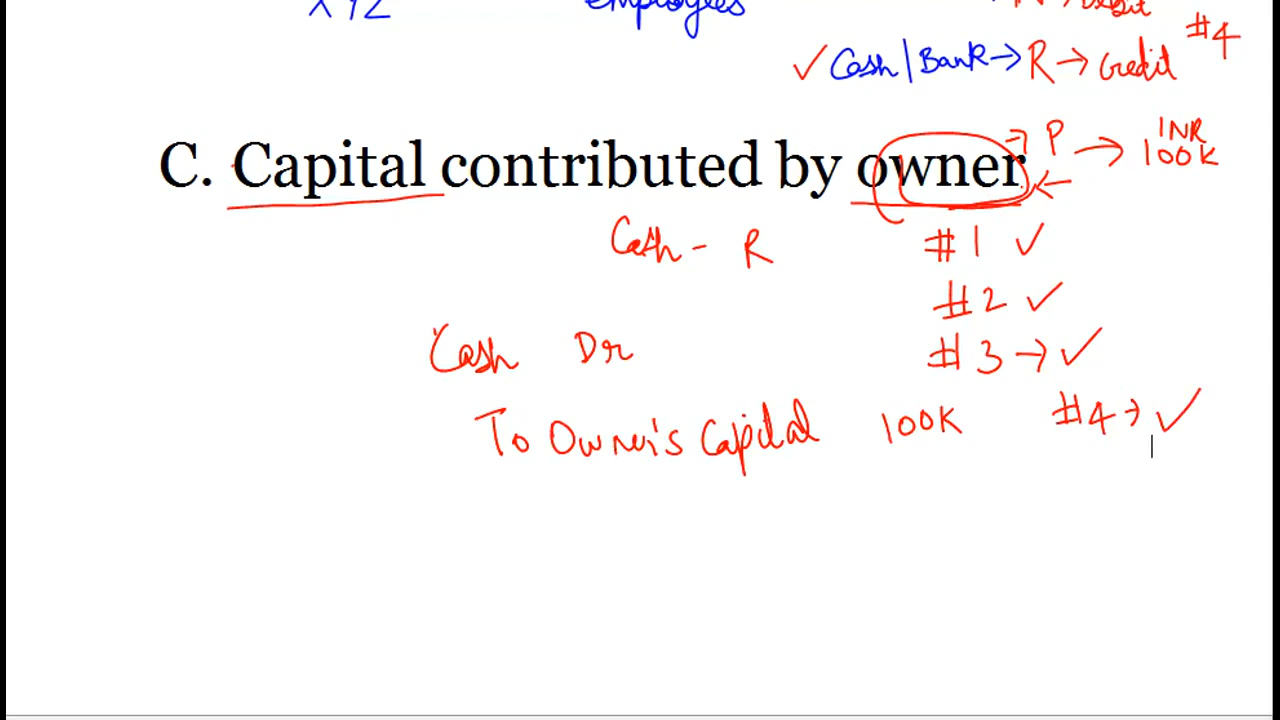 XYZ employees
#4
✓ Cash/Bank → R → Credit
INR
C. Capital contributed by owner → P → 100K
Cash - R #1 ✓
#2 ✓
Cash Dr #3 → ✓
To Owner's Capital 100K #4 → ✓